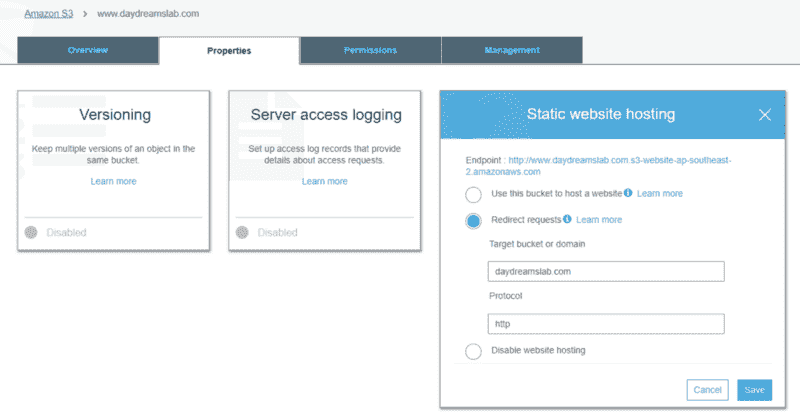 Amazon S3 > www.daydreamslab.com
Overview
Properties
Permissions
Management
Versioning
Keep multiple versions of an object in the
same bucket.
Learn more
Disabled
Server access logging
Set up access log records that provide
details about access requests.
Learn more
Disabled
Static website hosting
Endpoint : http://www.daydreamslab.com.s3-website-ap-southeast-
2.amazonaws.com
Use this bucket to host a website Learn more
Redirect requests Learn more
Target bucket or domain
daydreamslab.com
Protocol
http
Disable website hosting
Cancel
Save